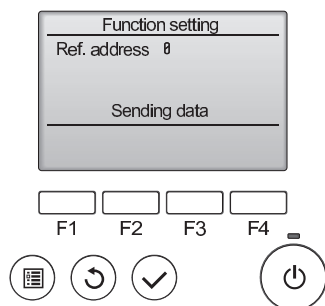 Function setting
Ref. address 0
Sending data
F1 F2 F3 F4